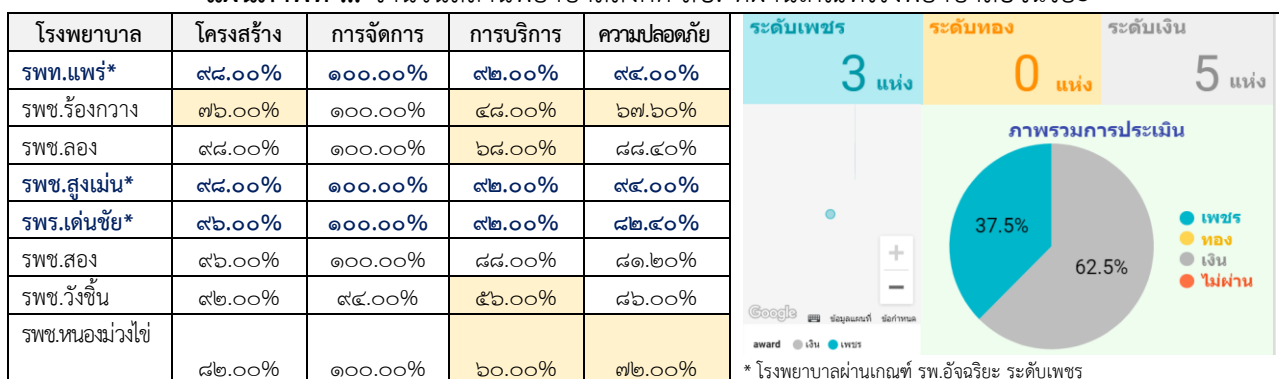 โรงพยาบาล โครงสร้าง การจัดการ การบริการ ความปลอดภัย
รพท.แพร่* ๙๘.๐๐% ๑๐๐.๐๐% ๙๒.๐๐% ๙๔.๐๐%
รพช.ร้องกวาง ๗๖.๐๐% ๑๐๐.๐๐% ๔๘.๐๐% ๖๗.๖๐%
รพช.ลอง ๙๘.๐๐% ๑๐๐.๐๐% ๖๘.๐๐% ๘๘.๔๐%
รพช.สูงเม่น* ๙๘.๐๐% ๑๐๐.๐๐% ๙๒.๐๐% ๙๔.๐๐%
รพร.เด่นชัย* ๙๖.๐๐% ๑๐๐.๐๐% ๙๒.๐๐% ๘๒.๔๐%
รพช.สอง ๙๖.๐๐% ๑๐๐.๐๐% ๘๘.๐๐% ๘๑.๒๐%
รพช.วังชิ้น ๙๒.๐๐% ๙๔.๐๐% ๕๖.๐๐% ๘๖.๐๐%
รพช.หนองม่วงไข่
๘๒.๐๐% ๑๐๐.๐๐% ๖๐.๐๐% ๗๒.๐๐%
ระดับเพชร ระดับทอง ระดับเงิน
3 แห่ง 0 แห่ง 5 แห่ง
ภาพรวมการประเมิน
37.5%
62.5%
เพชร
ทอง
เงิน
ไม่ผ่าน
+
−
Google ข้อมูลแผนที่ ข้อกำหนด
award เงิน เพชร
* โรงพยาบาลผ่านเกณฑ์ รพ.อัจฉริยะ ระดับเพชร